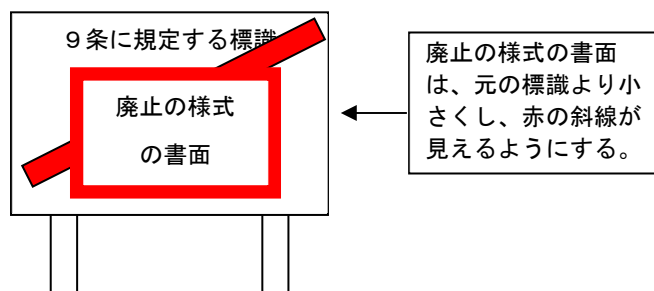 ９条に規定する標識
廃止の様式
の書面
廃止の様式の書面
は、元の標識より小
さくし、赤の斜線が
見えるようにする。